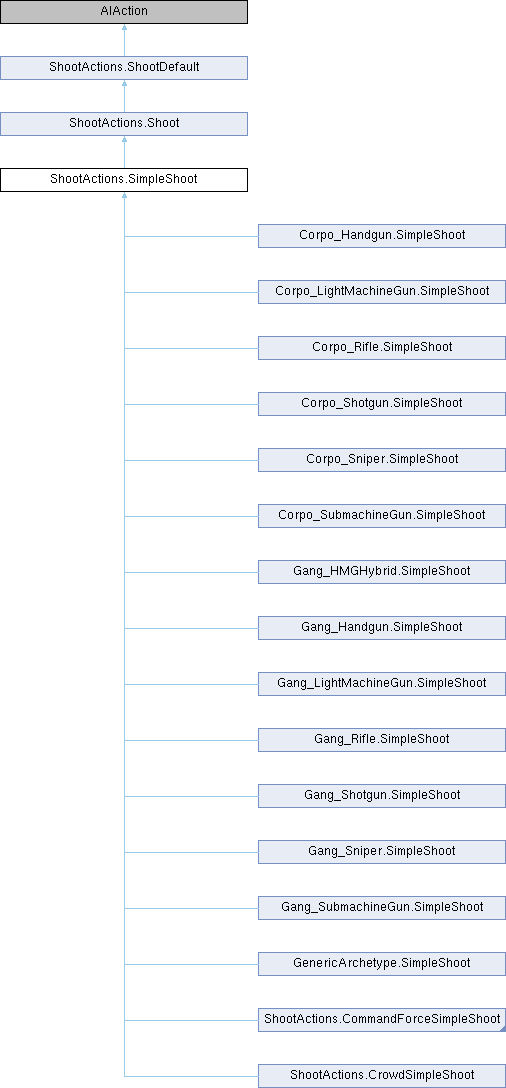 AIAction
ShootActions.ShootDefault
ShootActions.Shoot
ShootActions.SimpleShoot
Corpo_Handgun.SimpleShoot
Corpo_LightMachineGun.SimpleShoot
Corpo_Rifle.SimpleShoot
Corpo_Shotgun.SimpleShoot
Corpo_Sniper.SimpleShoot
Corpo_SubmachineGun.SimpleShoot
Gang_HMGHybrid.SimpleShoot
Gang_Handgun.SimpleShoot
Gang_LightMachineGun.SimpleShoot
Gang_Rifle.SimpleShoot
Gang_Shotgun.SimpleShoot
Gang_Sniper.SimpleShoot
Gang_SubmachineGun.SimpleShoot
GenericArchetype.SimpleShoot
ShootActions.CommandForceSimpleShoot
ShootActions.CrowdSimpleShoot